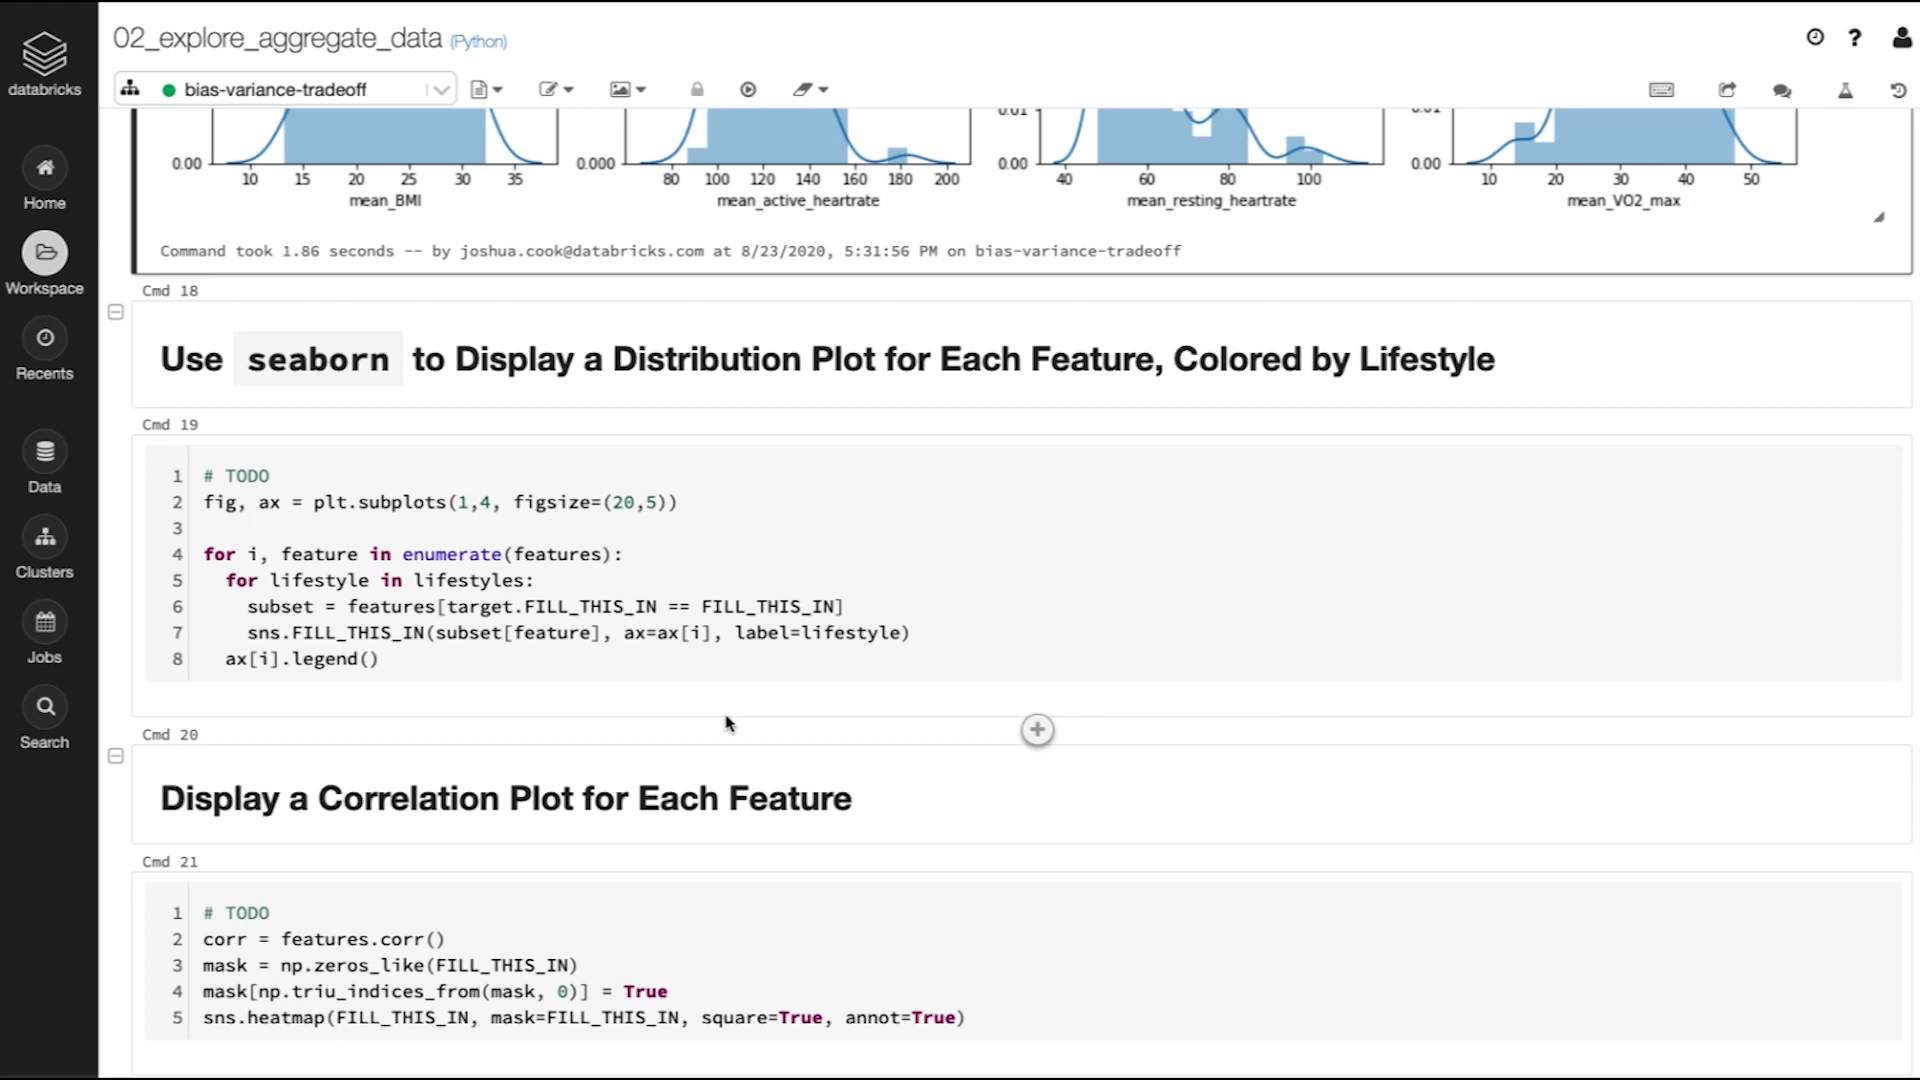 02_explore_aggregate_data (Python)
databricks
bias-variance-tradeoff
Home
Workspace
Recents
Data
Clusters
Jobs
Search
0.00
10 15 20 25 30 35
mean_BMI
0.000
80 100 120 140 160 180 200
mean_active_heartrate
0.01
0.00
40 60 80 100
mean_resting_heartrate
0.01
0.00
10 20 30 40 50
mean_VO2_max
Command took 1.86 seconds -- by joshua.cook@databricks.com at 8/23/2020, 5:31:56 PM on bias-variance-tradeoff
Cmd 18
Use seaborn to Display a Distribution Plot for Each Feature, Colored by Lifestyle
Cmd 19
1 # TODO
2 fig, ax = plt.subplots(1,4, figsize=(20,5))
3
4 for i, feature in enumerate(features):
5   for lifestyle in lifestyles:
6     subset = features[target.FILL_THIS_IN == FILL_THIS_IN]
7     sns.FILL_THIS_IN(subset[feature], ax=ax[i], label=lifestyle)
8   ax[i].legend()
Cmd 20
Display a Correlation Plot for Each Feature
Cmd 21
1 # TODO
2 corr = features.corr()
3 mask = np.zeros_like(FILL_THIS_IN)
4 mask[np.triu_indices_from(mask, 0)] = True
5 sns.heatmap(FILL_THIS_IN, mask=FILL_THIS_IN, square=True, annot=True)